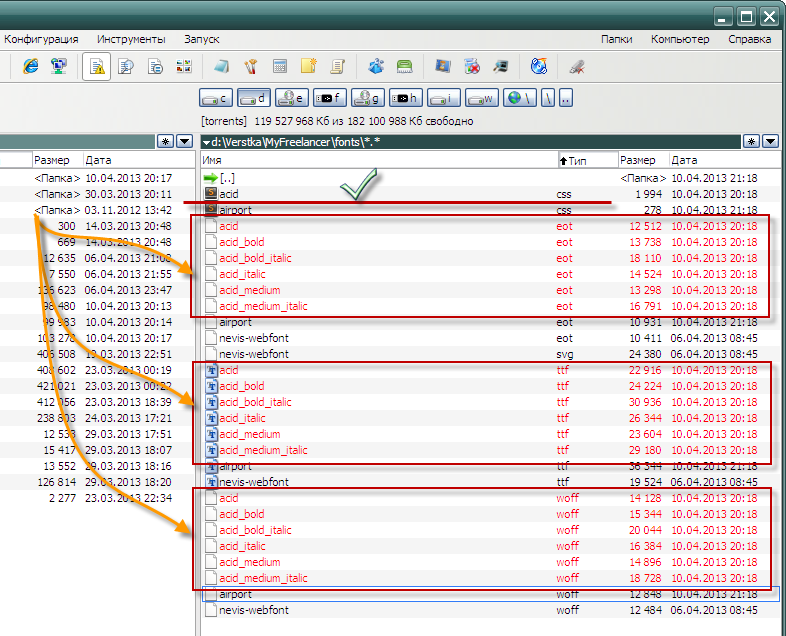 Конфигурация Инструменты Запуск Папки Компьютер Справка
c d e f g h i w \ \ ..
[torrents] 119 527 968 Кб из 182 100 988 Кб свободно
* d:\Verstka\MyFreelancer\fonts\*.* *
Размер Дата Имя Тип Размер Дата
<Папка> 10.04.2013 20:17 [..] <Папка> 10.04.2013 21:18
<Папка> 30.03.2013 20:11 acid css 1 994 10.04.2013 21:18
<Папка> 03.11.2012 13:42 airport css 278 10.04.2013 21:18
300 14.03.2013 20:48 acid eot 12 512 10.04.2013 20:18
669 14.03.2013 20:48 acid_bold eot 13 738 10.04.2013 20:18
12 635 06.04.2013 acid_bold_italic eot 18 110 10.04.2013 20:18
7 550 06.04.2013 21:55 acid_italic eot 14 524 10.04.2013 20:18
136 623 06.04.2013 23:47 acid_medium eot 13 298 10.04.2013 20:18
98 480 10.04.2013 20:13 acid_medium_italic eot 16 791 10.04.2013 20:18
99 983 10.04.2013 20:14 airport eot 10 931 10.04.2013 21:18
103 278 10.04.2013 20:17 nevis-webfont eot 10 411 06.04.2013 08:45
406 508 19.03.2013 22:51 nevis-webfont svg 24 380 06.04.2013 08:45
408 602 23.03.2013 00:19 acid ttf 22 916 10.04.2013 20:18
421 021 23.03.2013 00:22 acid_bold ttf 24 224 10.04.2013 20:18
412 056 23.03.2013 18:39 acid_bold_italic ttf 30 936 10.04.2013 20:18
238 803 24.03.2013 17:21 acid_italic ttf 26 344 10.04.2013 20:18
12 533 29.03.2013 17:51 acid_medium ttf 23 604 10.04.2013 20:18
15 417 29.03.2013 18:07 acid_medium_italic ttf 29 180 10.04.2013 20:18
13 552 29.03.2013 18:16 airport ttf 36 344 10.04.2013 21:18
126 814 29.03.2013 18:20 nevis-webfont ttf 19 524 06.04.2013 08:45
2 277 23.03.2013 22:34 acid woff 14 128 10.04.2013 20:18
acid_bold woff 15 344 10.04.2013 20:18
acid_bold_italic woff 20 044 10.04.2013 20:18
acid_italic woff 16 384 10.04.2013 20:18
acid_medium woff 14 896 10.04.2013 20:18
acid_medium_italic woff 18 728 10.04.2013 20:18
airport woff 12 848 10.04.2013 21:18
nevis-webfont woff 12 484 06.04.2013 08:45